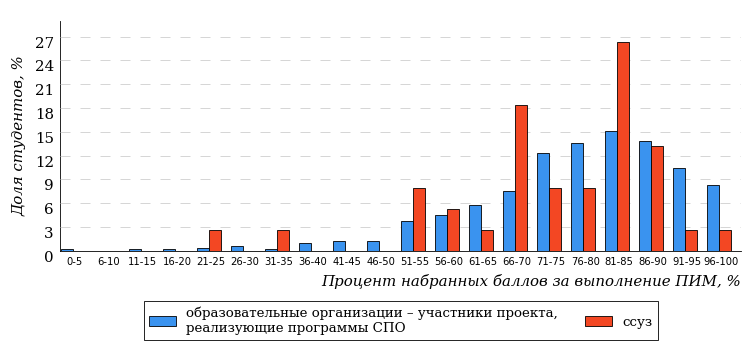 Доля студентов, %
27
24
21
18
15
12
9
6
3
0
0-5 6-10 11-15 16-20 21-25 26-30 31-35 36-40 41-45 46-50 51-55 56-60 61-65 66-70 71-75 76-80 81-85 86-90 91-95 96-100
Процент набранных баллов за выполнение ПИМ, %
образовательные организации – участники проекта,
реализующие программы СПО
ссуз